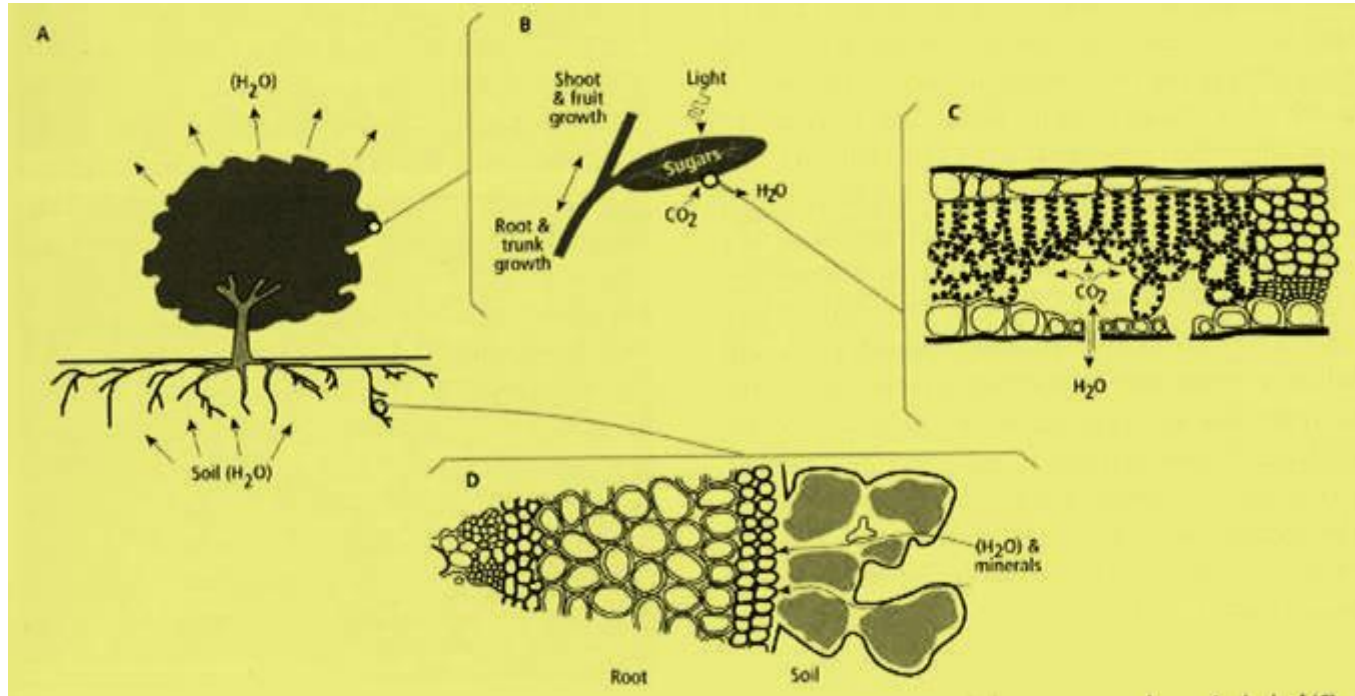 A
(H₂O)
Soil (H₂O)
B
Shoot
& fruit
growth
Light
Sugars
H₂O
CO₂
Root &
trunk
growth
C
CO₂
H₂O
D
(H₂O) &
minerals
Root
Soil